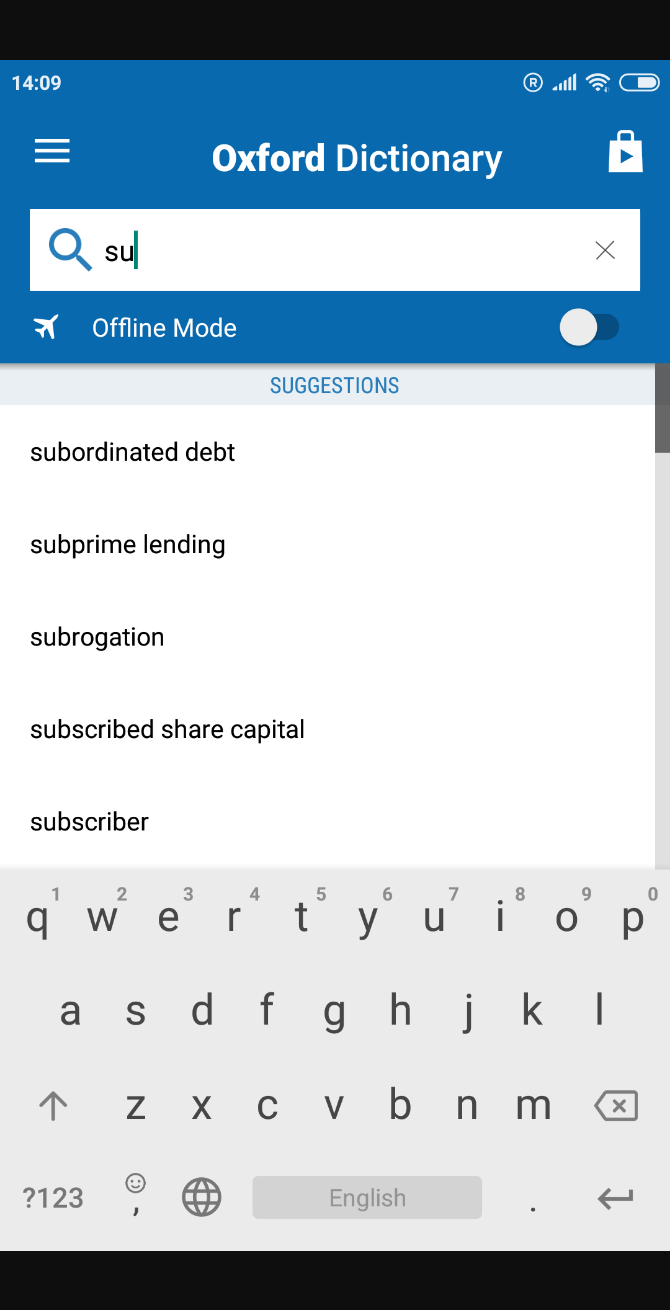 14:09 R
Oxford Dictionary
su
Offline Mode
SUGGESTIONS
subordinated debt
subprime lending
subrogation
subscribed share capital
subscriber
1 2 3 4 5 6 7 8 9 0
q w e r t y u i o p
a s d f g h j k l
z x c v b n m
?123 , English .